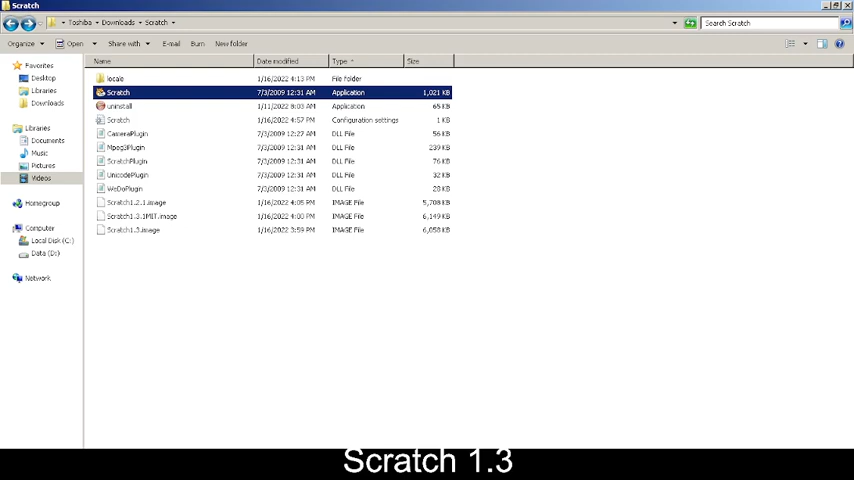 Scratch
Toshiba ▸ Downloads ▸ Scratch ▸
Search Scratch
Organize Open Share with E-mail Burn New folder
Name Date modified Type Size
Favorites
Desktop
Libraries
Downloads
Libraries
Documents
Music
Pictures
Videos
Homegroup
Computer
Local Disk (C:)
Data (D:)
Network
locale 1/16/2022 4:13 PM File folder
Scratch 7/3/2009 12:31 AM Application 1,021 KB
uninstall 1/11/2022 8:03 AM Application 65 KB
Scratch 1/16/2022 4:57 PM Configuration settings 1 KB
CameraPlugin 7/3/2009 12:27 AM DLL File 56 KB
Mpeg3Plugin 7/3/2009 12:31 AM DLL File 239 KB
ScratchPlugin 7/3/2009 12:31 AM DLL File 76 KB
UnicodePlugin 7/3/2009 12:31 AM DLL File 32 KB
WeDoPlugin 7/3/2009 12:31 AM DLL File 28 KB
Scratch1.2.1.image 1/16/2022 4:05 PM IMAGE File 5,708 KB
Scratch1.3.1MIT.image 1/16/2022 4:00 PM IMAGE File 6,149 KB
Scratch1.3.image 1/16/2022 3:59 PM IMAGE File 6,058 KB
Scratch 1.3